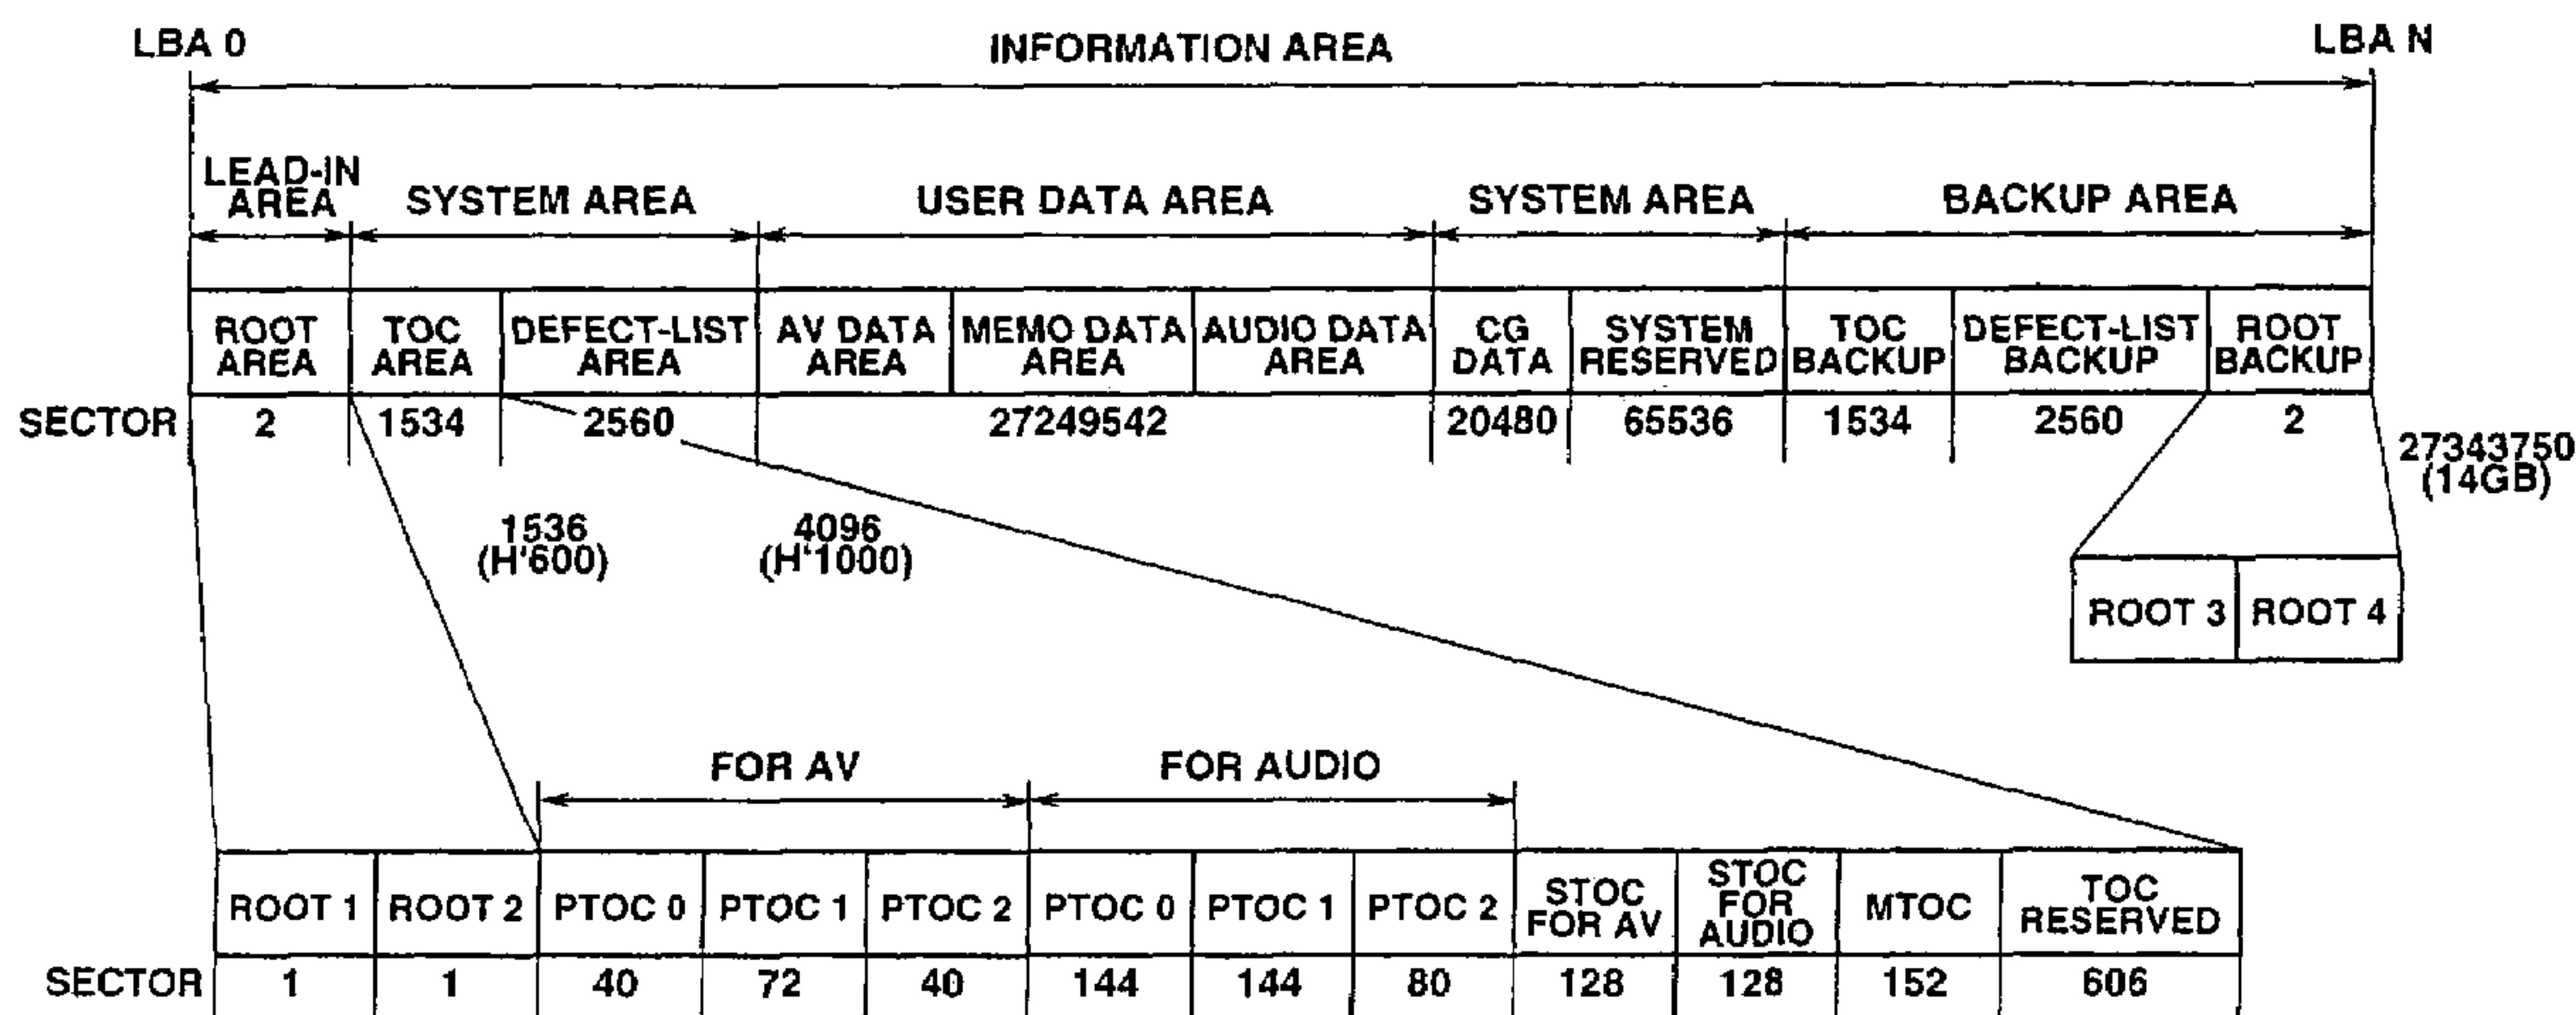 LBA 0
INFORMATION AREA
LBA N
LEAD-IN
AREA
SYSTEM AREA
USER DATA AREA
SYSTEM AREA
BACKUP AREA
ROOT
AREA
TOC
AREA
DEFECT-LIST
AREA
AV DATA
AREA
MEMO DATA
AREA
AUDIO DATA
AREA
CG
DATA
SYSTEM
RESERVED
TOC
BACKUP
DEFECT-LIST
BACKUP
ROOT
BACKUP
SECTOR
2
1534
2560
27249542
20480
65536
1534
2560
2
27343750
(14GB)
1536
(H'600)
4096
(H'1000)
ROOT 3
ROOT 4
FOR AV
FOR AUDIO
ROOT 1
ROOT 2
PTOC 0
PTOC 1
PTOC 2
PTOC 0
PTOC 1
PTOC 2
STOC
FOR AV
STOC
FOR
AUDIO
MTOC
TOC
RESERVED
SECTOR
1
1
40
72
40
144
144
80
128
128
152
606